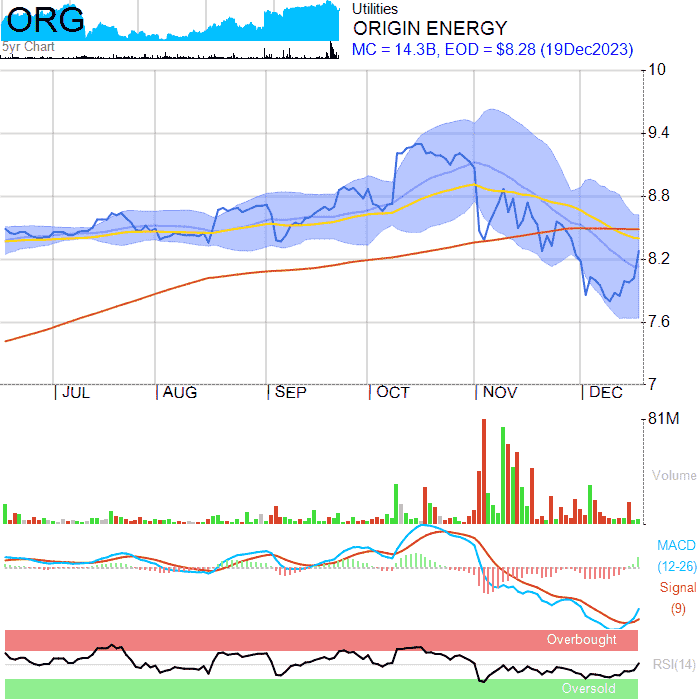 ORG
5yr Chart
Utilities
ORIGIN ENERGY
MC = 14.3B, EOD = $8.28 (19Dec2023)
10
9.4
8.8
8.2
7.6
7
JUL AUG SEP OCT NOV DEC
81M
Volume
MACD
(12-26)
Signal
(9)
Overbought
RSI(14)
Oversold